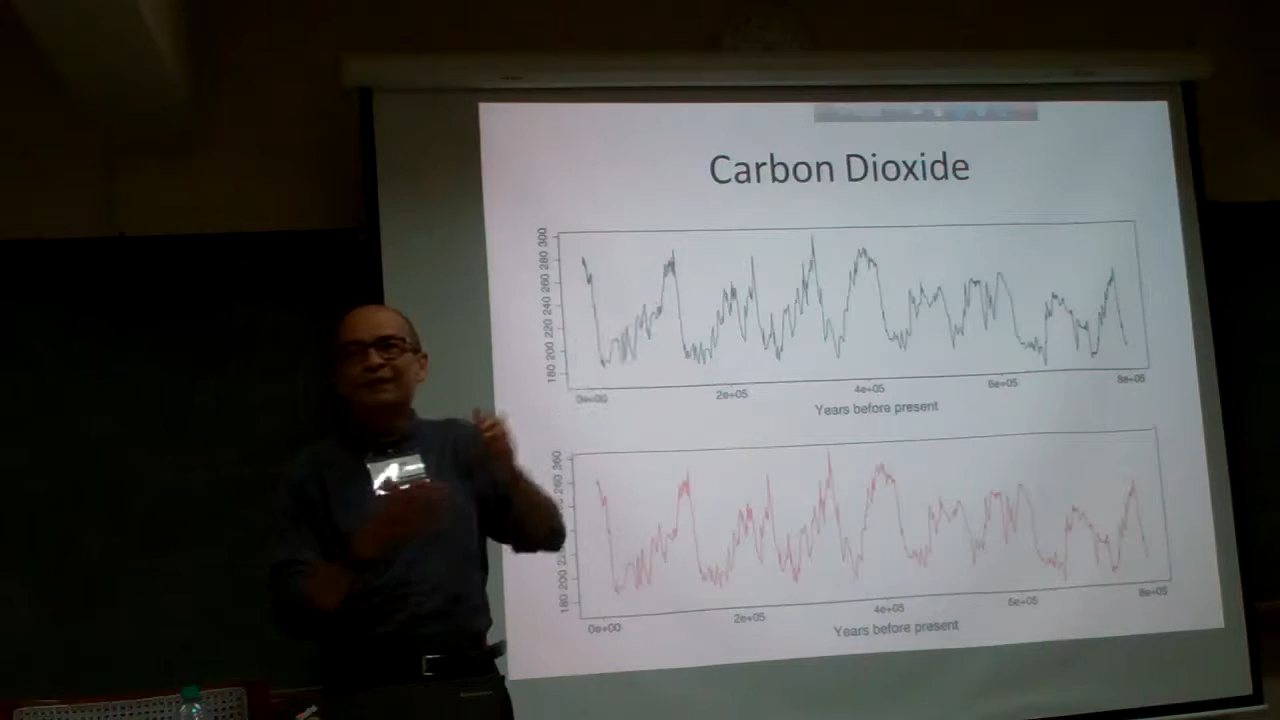 Carbon Dioxide
180 200 220 240 260 280 300
0e+00 2e+05 4e+05 6e+05 8e+05
Years before present
180 200
260 360
0e+00 2e+05 4e+05 6e+05 8e+05
Years before present